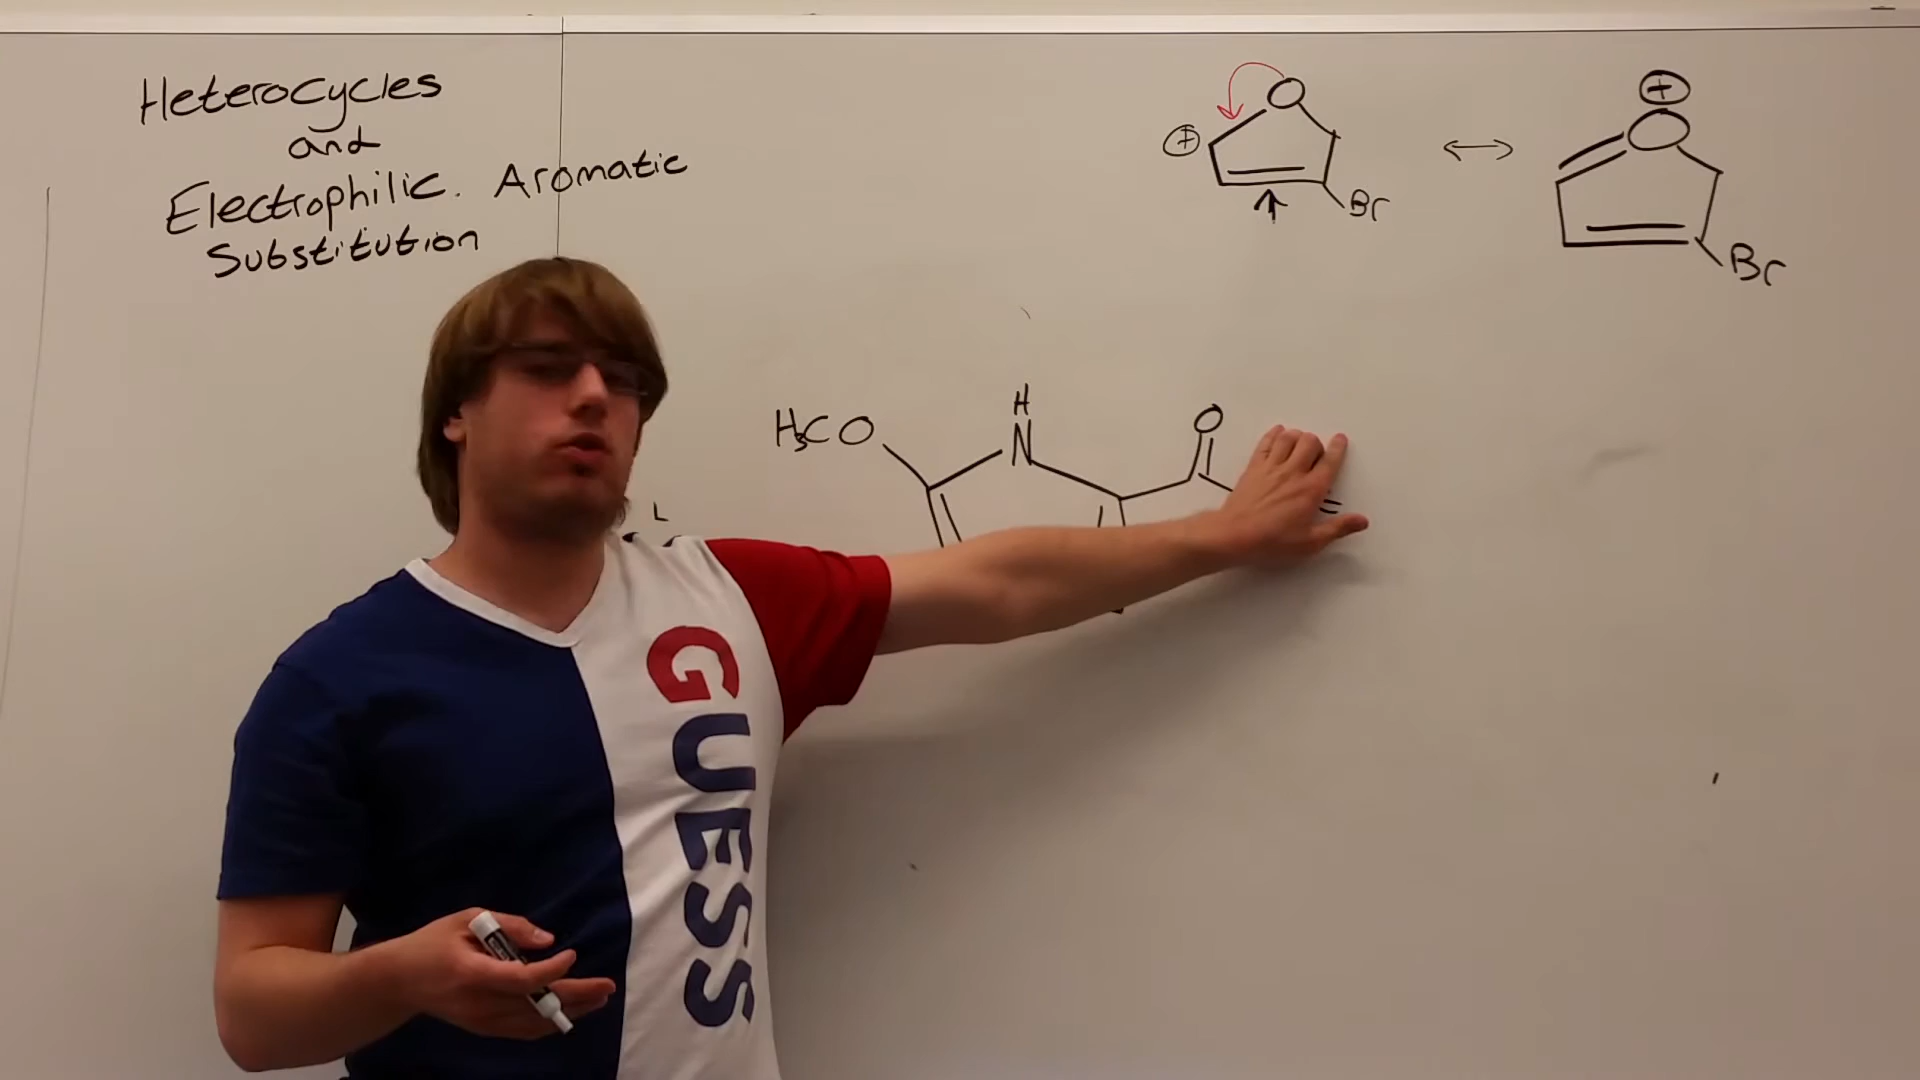 Heterocycles
and
Electrophilic. Aromatic
Substitution
O
+
Br
+
O
Br
H₃CO
H
N
O
GUESS